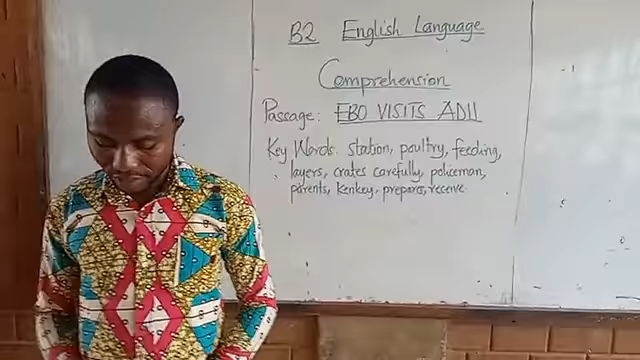 B2 English Language
Comprehension
Passage: EBO VISITS ADU
Key Words. station, poultry, feeding,
layers, crates carefully, policeman,
parents, kenkey, prepares, receive